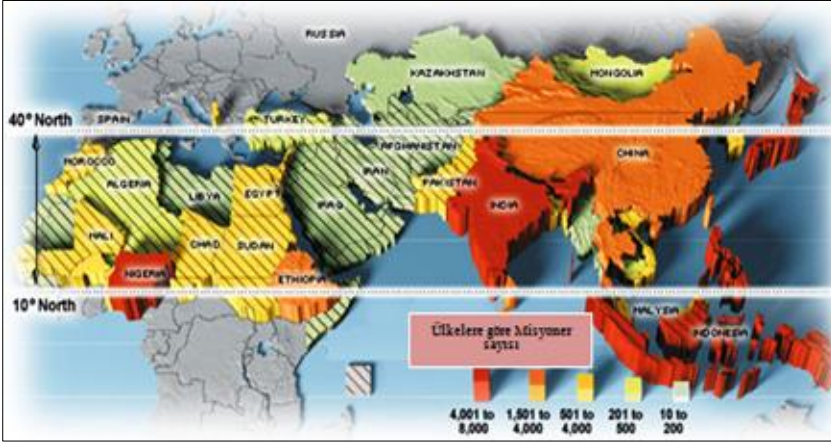 RUSSIA
KAZAKHSTAN
MONGOLIA
40° North
SPAIN
TURKEY
MOROCCO
AFGHANISTAN
CHINA
ALGERIA
IRAN
LIBYA
EGYPT
PAKISTAN
IRAQ
INDIA
MALI
CHAD
SUDAN
NIGERIA
ETHIOPIA
10° North
MALYSIA
Ülkelere göre Misyoner
sayısı
INDONESIA
4,001 to 1,501 to 501 to 201 to 10 to
8,000 4,000 4,000 500 200